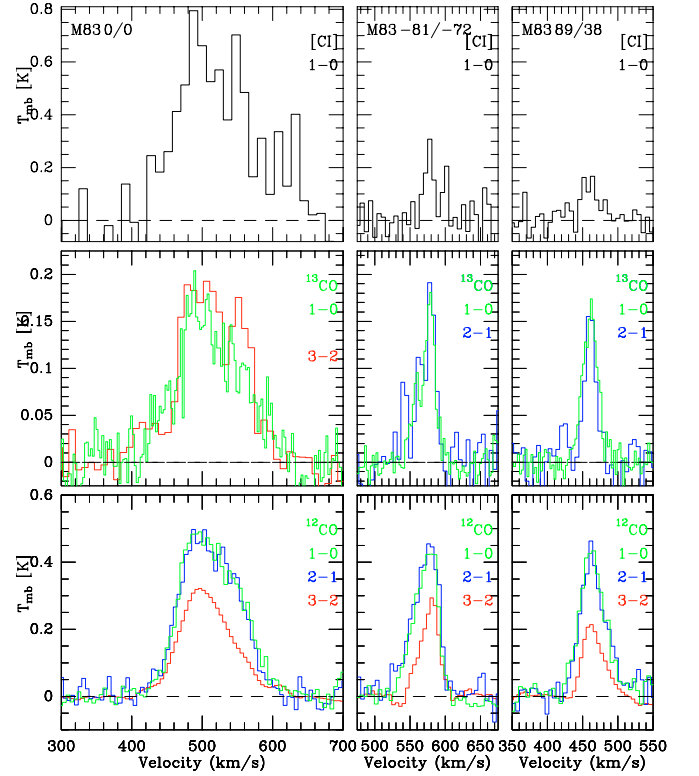 M83 0/0
[CI]
1-0
M83 -81/-72
[CI]
1-0
M83 89/38
[CI]
1-0
T_mb [K]
0.8
0.6
0.4
0.2
0
¹³CO
1-0
3-2
¹³CO
1-0
2-1
¹³CO
1-0
2-1
T_mb
0.2
0.15
0.1
0.05
0
¹²CO
1-0
2-1
3-2
¹²CO
1-0
2-1
3-2
¹²CO
1-0
2-1
3-2
T_mb [K]
0.6
0.4
0.2
0
300 400 500 600 700
500 550 600 650
350 400 450 500 550
Velocity (km/s)
Velocity (km/s)
Velocity (km/s)